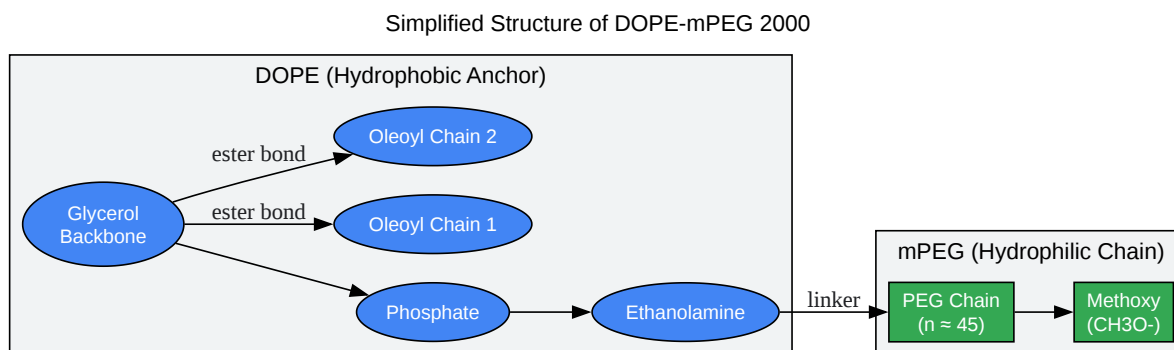 Simplified Structure of DOPE-mPEG 2000
DOPE (Hydrophobic Anchor)
Oleoyl Chain 2
ester bond
Glycerol
Backbone
ester bond
Oleoyl Chain 1
mPEG (Hydrophilic Chain)
Phosphate
Ethanolamine
linker
PEG Chain
(n ≈ 45)
Methoxy
(CH3O-)